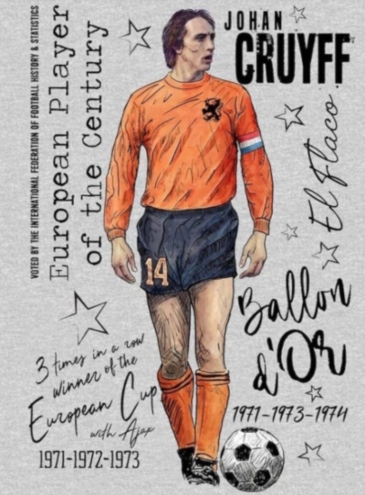 VOTED BY THE INTERNATIONAL FEDERATION OF FOOTBALL HISTORY & STATISTICS
European Player
of the Century
JOHAN
CRUYFF
El Flaco
14
Ballon
d'Or
1971-1973-1974
3 times in a row
winner of the
European Cup
with Ajax
1971-1972-1973